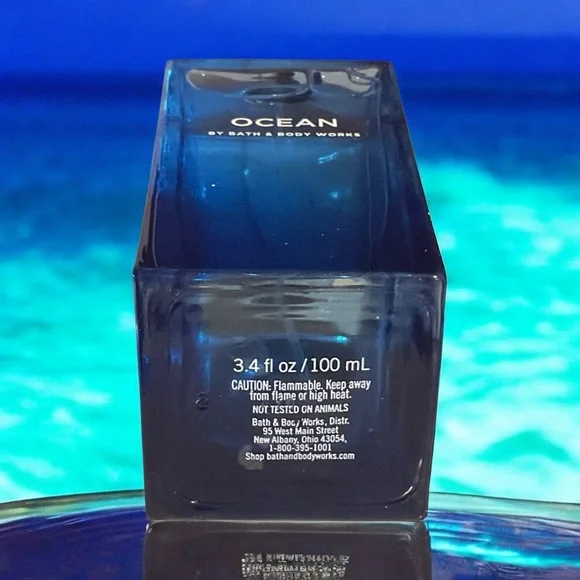 OCEAN
BY BATH & BODY WORKS
3.4 fl oz / 100 mL
CAUTION: Flammable. Keep away
from flame or high heat.
NOT TESTED ON ANIMALS
Bath & Body Works, Distr.
95 West Main Street
New Albany, Ohio 43054,
1-800-395-1001
Shop bathandbodyworks.com